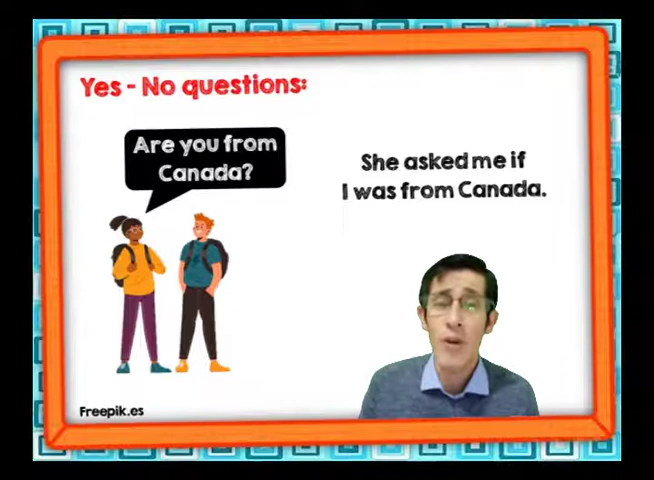 Yes - No questions:
Are you from
Canada?
She asked me if
I was from Canada.
Freepik.es